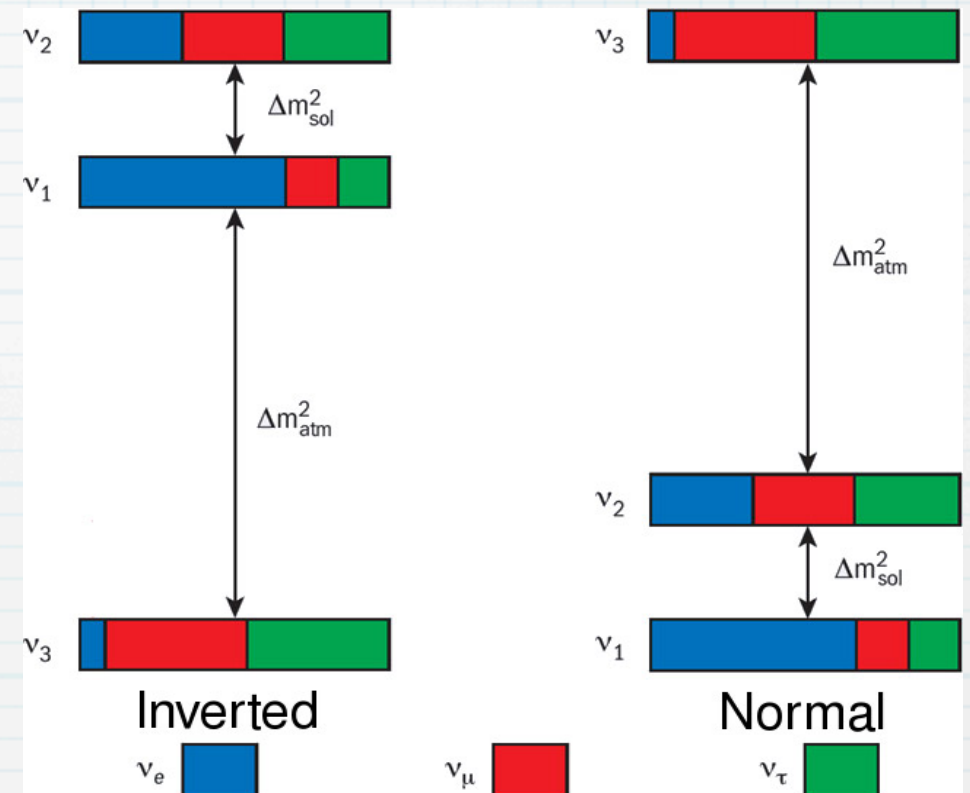 ν₂
Δm²sol
ν₁
Δm²atm
ν₃
Inverted
ν₃
Δm²atm
ν₂
Δm²sol
ν₁
Normal
νe
νμ
ντ